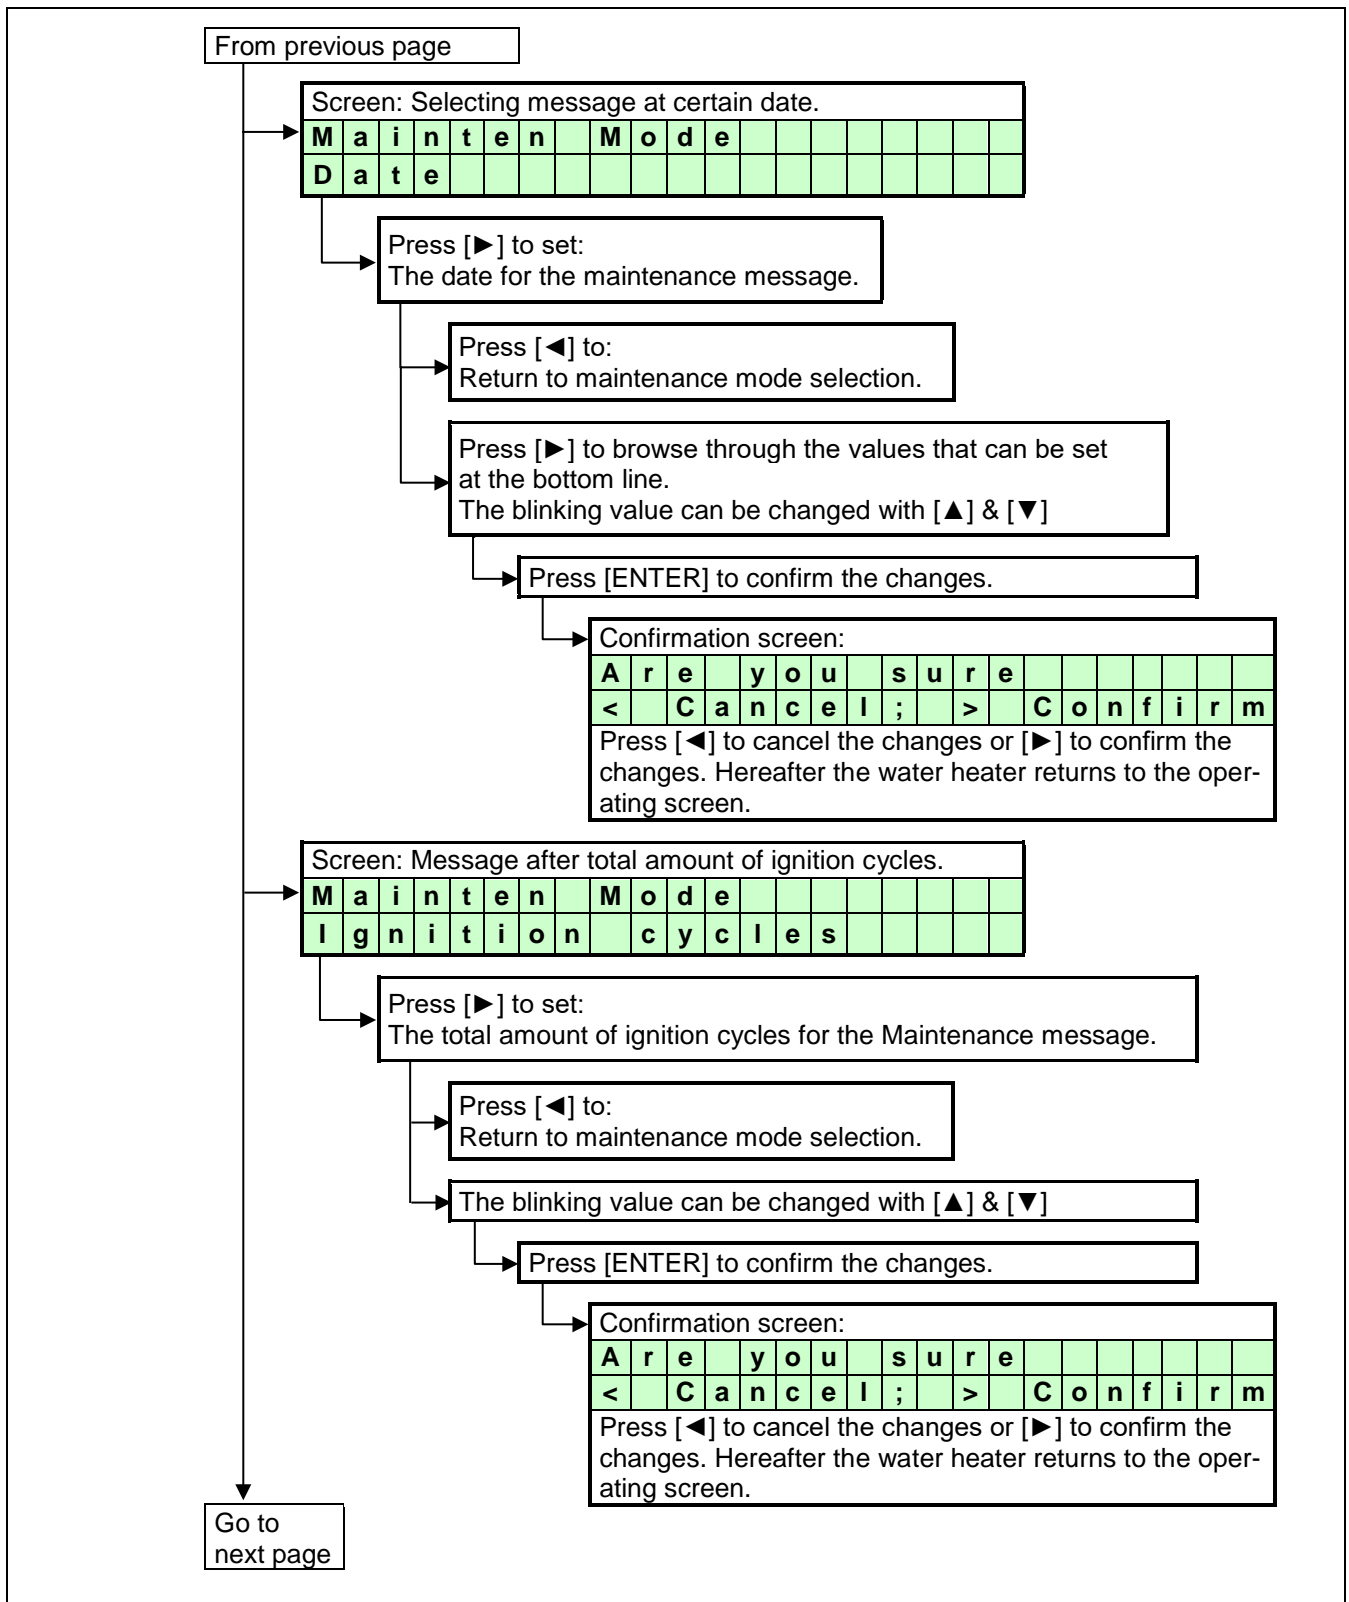 From previous page
Screen: Selecting message at certain date.
Mainten Mode
Date
Press [►] to set:
The date for the maintenance message.
Press [◄] to:
Return to maintenance mode selection.
Press [►] to browse through the values that can be set
at the bottom line.
The blinking value can be changed with [▲] & [▼]
Press [ENTER] to confirm the changes.
Confirmation screen:
Are you sure
< Cancel; > Confirm
Press [◄] to cancel the changes or [►] to confirm the
changes. Hereafter the water heater returns to the oper-
ating screen.
Screen: Message after total amount of ignition cycles.
Mainten Mode
Ignition cycles
Press [►] to set:
The total amount of ignition cycles for the Maintenance message.
Press [◄] to:
Return to maintenance mode selection.
The blinking value can be changed with [▲] & [▼]
Press [ENTER] to confirm the changes.
Confirmation screen:
Are you sure
< Cancel; > Confirm
Press [◄] to cancel the changes or [►] to confirm the
changes. Hereafter the water heater returns to the oper-
ating screen.
Go to
next page